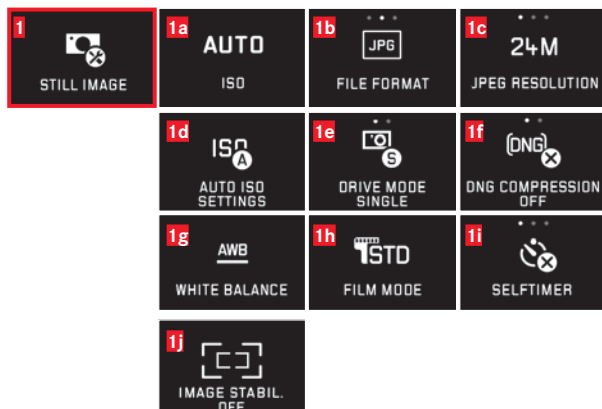 1
STILL IMAGE
1a
AUTO
ISO
1b
JPG
FILE FORMAT
1c
24M
JPEG RESOLUTION
1d
ISO A
AUTO ISO
SETTINGS
1e
S
DRIVE MODE
SINGLE
1f
(DNG)
DNG COMPRESSION
OFF
1g
AWB
WHITE BALANCE
1h
STD
FILM MODE
1i
SELFTIMER
1j
IMAGE STABIL.
OFF